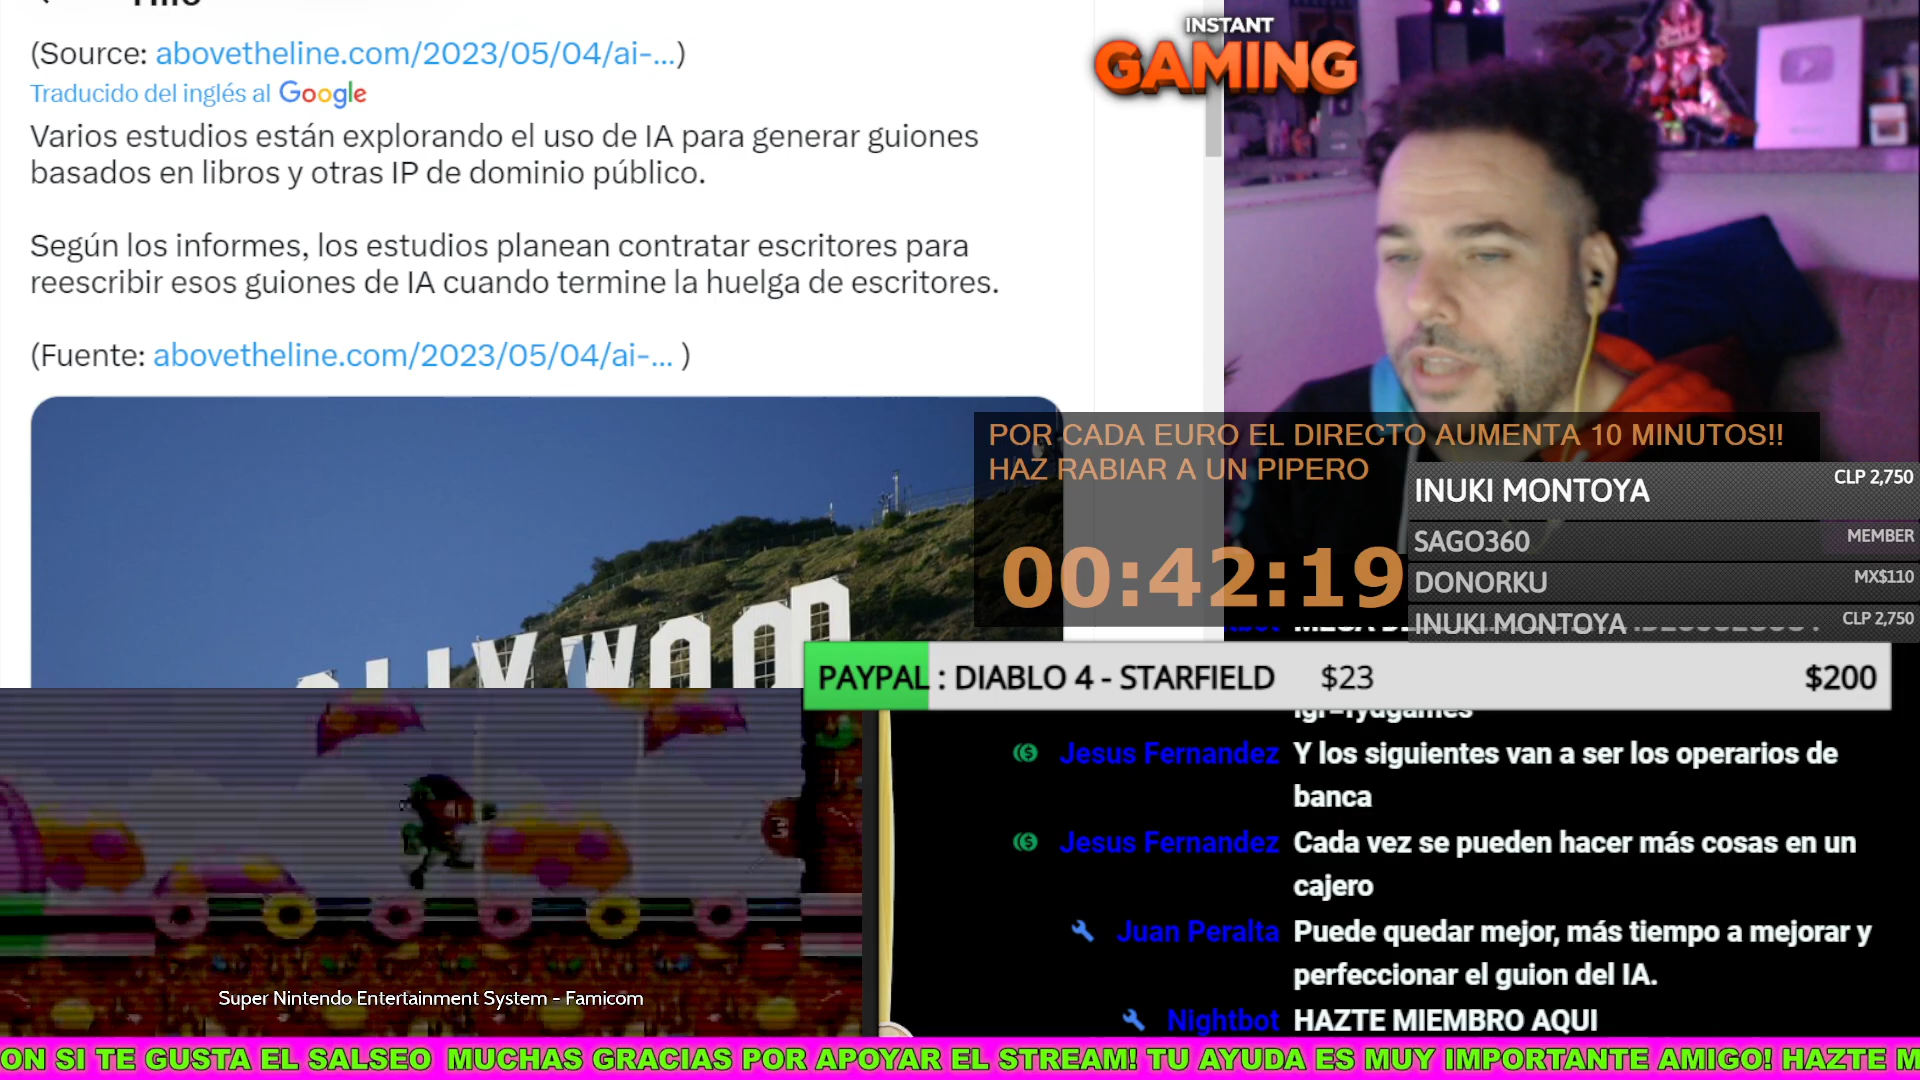 (Source: abovetheline.com/2023/05/04/ai-...)
Traducido del inglés al Google
Varios estudios están explorando el uso de IA para generar guiones
basados en libros y otras IP de dominio público.
Según los informes, los estudios planean contratar escritores para
reescribir esos guiones de IA cuando termine la huelga de escritores.
(Fuente: abovetheline.com/2023/05/04/ai-... )
INSTANT
GAMING
POR CADA EURO EL DIRECTO AUMENTA 10 MINUTOS!!
HAZ RABIAR A UN PIPERO
00:42:19
INUKI MONTOYA CLP 2,750
SAGO360 MEMBER
DONORKU MX$110
INUKI MONTOYA CLP 2,750
PAYPAL : DIABLO 4 - STARFIELD $23 $200
Jesus Fernandez Y los siguientes van a ser los operarios de
banca
Jesus Fernandez Cada vez se pueden hacer más cosas en un
cajero
Juan Peralta Puede quedar mejor, más tiempo a mejorar y
perfeccionar el guion del IA.
Nightbot HAZTE MIEMBRO AQUI
Super Nintendo Entertainment System - Famicom
ON SI TE GUSTA EL SALSEO MUCHAS GRACIAS POR APOYAR EL STREAM! TU AYUDA ES MUY IMPORTANTE AMIGO! HAZTE M